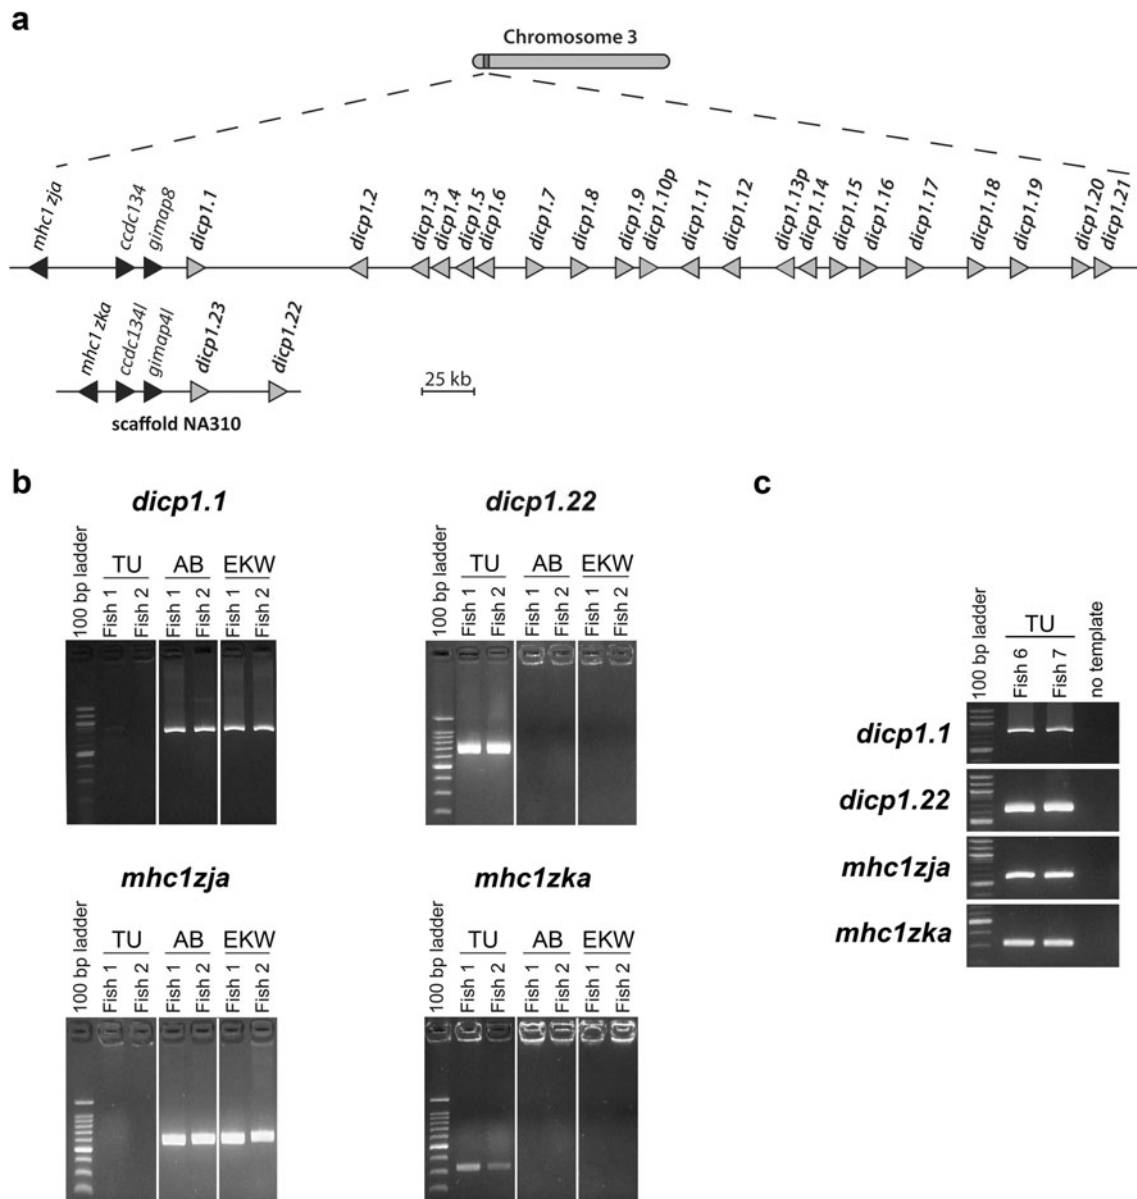 a
Chromosome 3
mhc1zja ccdc134 gimap8 dicp1.1 dicp1.2 dicp1.3 dicp1.4 dicp1.5 dicp1.6 dicp1.7 dicp1.8 dicp1.9 dicp1.10p dicp1.11 dicp1.12 dicp1.13p dicp1.14 dicp1.15 dicp1.16 dicp1.17 dicp1.18 dicp1.19 dicp1.20 dicp1.21
mhc1zka ccdc134l gimap4l dicp1.23 dicp1.22
25 kb
scaffold NA310
b
dicp1.1
TU AB EKW
100 bp ladder Fish 1 Fish 2 Fish 1 Fish 2 Fish 1 Fish 2
dicp1.22
TU AB EKW
100 bp ladder Fish 1 Fish 2 Fish 1 Fish 2 Fish 1 Fish 2
mhc1zja
TU AB EKW
100 bp ladder Fish 1 Fish 2 Fish 1 Fish 2 Fish 1 Fish 2
mhc1zka
TU AB EKW
100 bp ladder Fish 1 Fish 2 Fish 1 Fish 2 Fish 1 Fish 2
c
TU
100 bp ladder Fish 6 Fish 7 no template
dicp1.1
dicp1.22
mhc1zja
mhc1zka